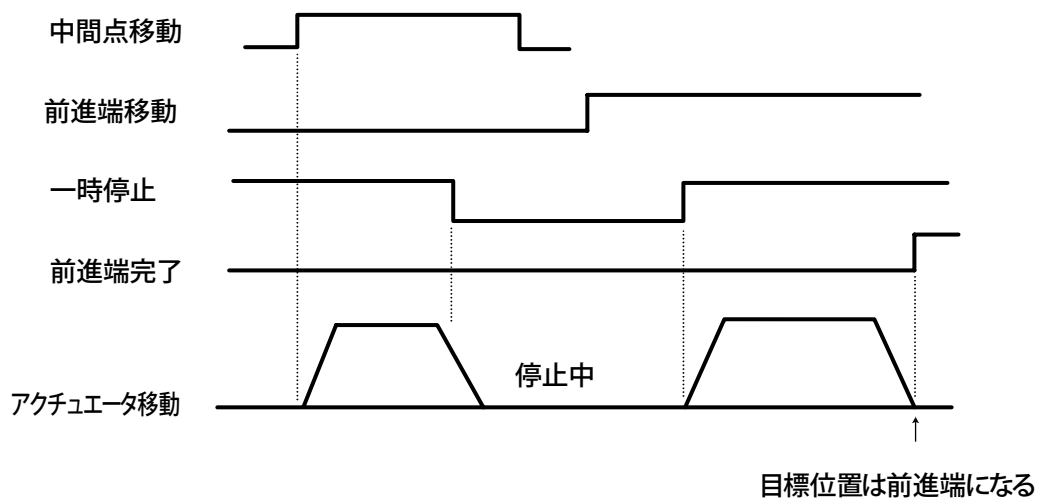 中間点移動
前進端移動
一時停止
前進端完了
停止中
アクチュエータ移動
目標位置は前進端になる